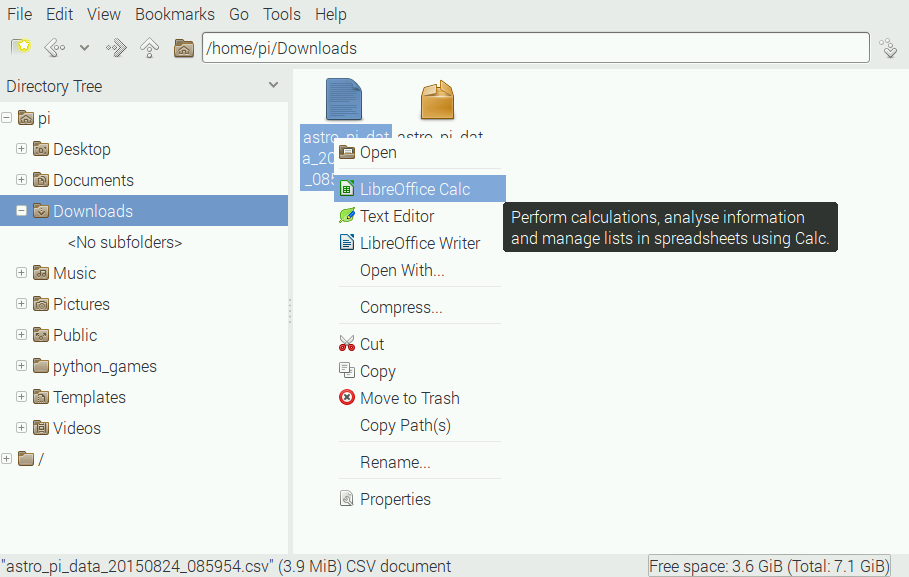 File Edit View Bookmarks Go Tools Help
/home/pi/Downloads
Directory Tree
pi
Desktop
Documents
Downloads
<No subfolders>
Music
Pictures
Public
python_games
Templates
Videos
/
astro_pi_dat
a_20
_085
astro_pi_dat
Open
LibreOffice Calc
Text Editor
LibreOffice Writer
Open With...
Compress...
Cut
Copy
Move to Trash
Copy Path(s)
Rename...
Properties
Perform calculations, analyse information
and manage lists in spreadsheets using Calc.
"astro_pi_data_20150824_085954.csv" (3.9 MiB) CSV document
Free space: 3.6 GiB (Total: 7.1 GiB)